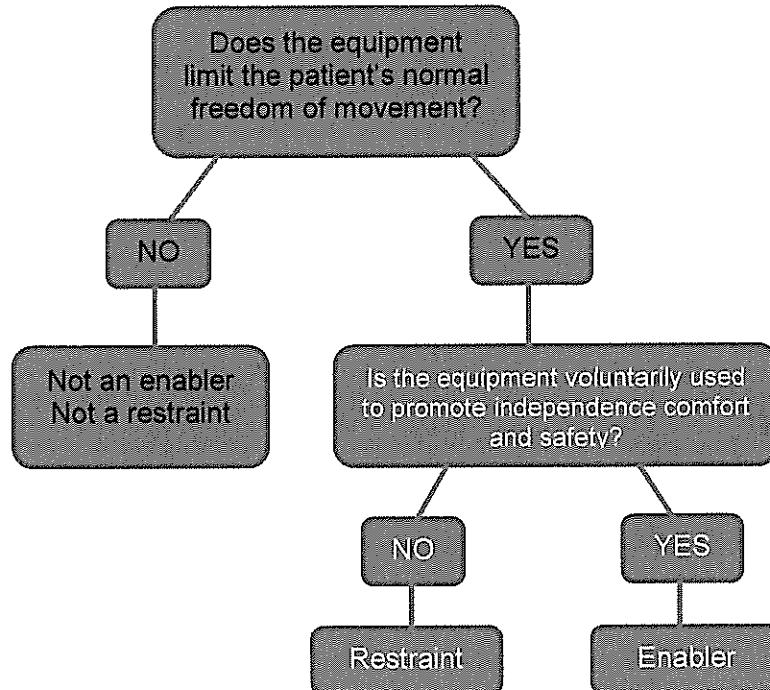 Does the equipment
limit the patient's normal
freedom of movement?
NO
YES
Not an enabler
Not a restraint
Is the equipment voluntarily used
to promote independence comfort
and safety?
NO
YES
Restraint
Enabler